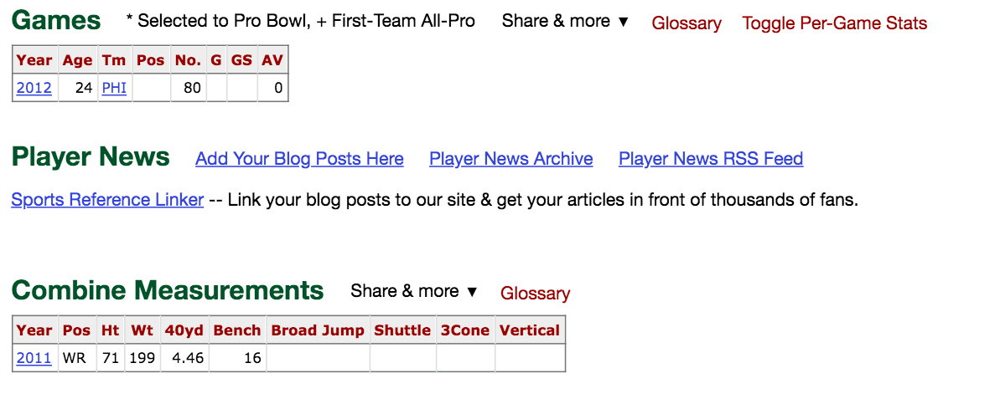 Games * Selected to Pro Bowl, + First-Team All-Pro Share & more ▼ Glossary Toggle Per-Game Stats
Year Age Tm Pos No. G GS AV
2012 24 PHI 80 0
Player News Add Your Blog Posts Here Player News Archive Player News RSS Feed
Sports Reference Linker -- Link your blog posts to our site & get your articles in front of thousands of fans.
Combine Measurements Share & more ▼ Glossary
Year Pos Ht Wt 40yd Bench Broad Jump Shuttle 3Cone Vertical
2011 WR 71 199 4.46 16